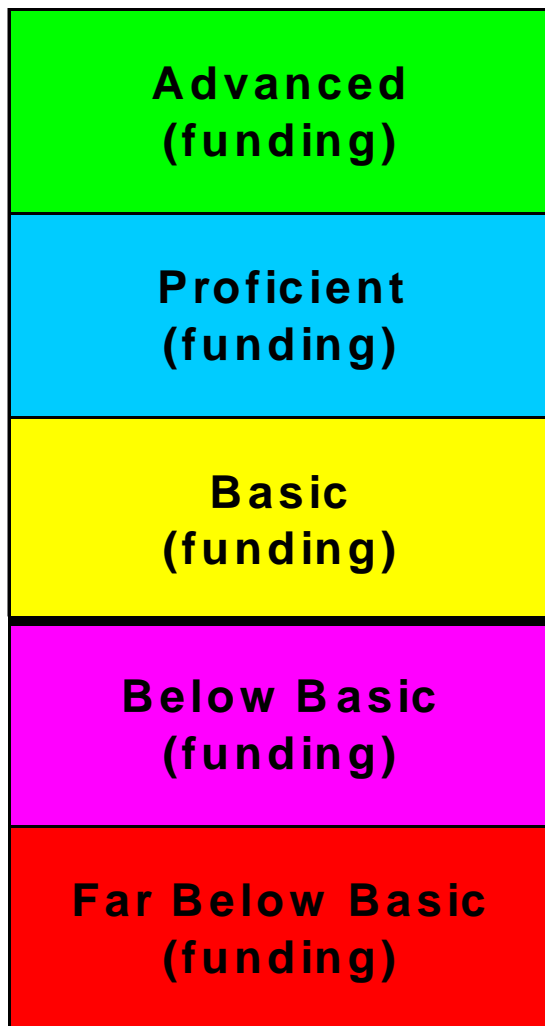 Advanced
(funding)
Proficient
(funding)
Basic
(funding)
Below Basic
(funding)
Far Below Basic
(funding)